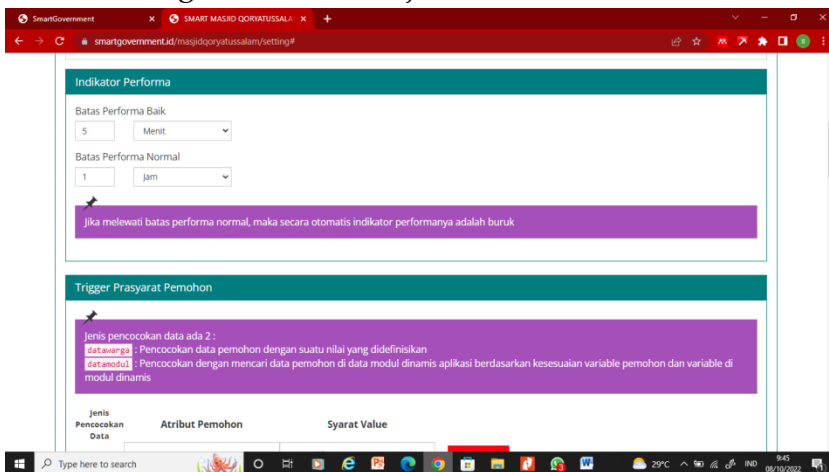 SmartGovernment
SMART MASJID QORYATUSSALA
smartgovernment.id/masjidqoryatussalam/setting#
Indikator Performa
Batas Performa Baik
5 Menit
Batas Performa Normal
1 Jam
Jika melewati batas performa normal, maka secara otomatis indikator performanya adalah buruk
Trigger Prasyarat Pemohon
Jenis pencocokan data ada 2 :
datawarga : Pencocokan data pemohon dengan suatu nilai yang didefinisikan
datamodul : Pencocokan dengan mencari data pemohon di data modul dinamis aplikasi berdasarkan kesesuaian variable pemohon dan variable di
modul dinamis
Jenis
Pencocokan
Data
Atribut Pemohon
Syarat Value
Type here to search
29°C
IND
9:45
08/10/2022